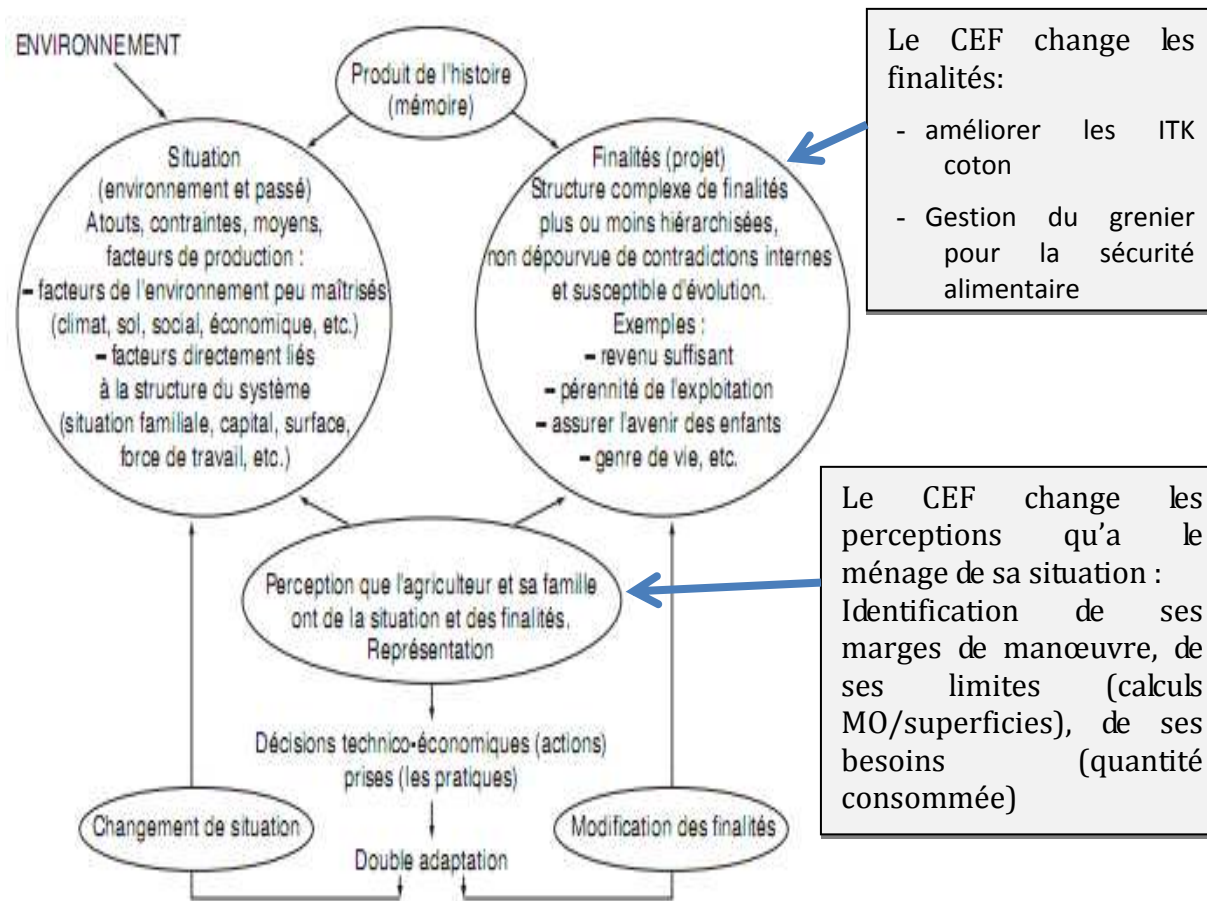 ENVIRONNEMENT
Produit de l'histoire
(mémoire)
Situation
(environnement et passé)
Atouts, contraintes, moyens,
facteurs de production :
– facteurs de l'environnement peu maîtrisés
(climat, sol, social, économique, etc.)
– facteurs directement liés
à la structure du système
(situation familiale, capital, surface,
force de travail, etc.)
Finalités (projet)
Structure complexe de finalités
plus ou moins hiérarchisées,
non dépourvue de contradictions internes
et susceptible d'évolution.
Exemples :
– revenu suffisant
– pérennité de l'exploitation
– assurer l'avenir des enfants
– genre de vie, etc.
Le CEF change les
finalités:
- améliorer les ITK
coton
- Gestion du grenier
pour la sécurité
alimentaire
Perception que l'agriculteur et sa famille
ont de la situation et des finalités.
Représentation
Le CEF change les
perceptions qu'a le
ménage de sa situation :
Identification de ses
marges de manœuvre, de
ses limites (calculs
MO/superficies), de ses
besoins (quantité
consommée)
Décisions technico-économiques (actions)
prises (les pratiques)
Changement de situation
Modification des finalités
Double adaptation